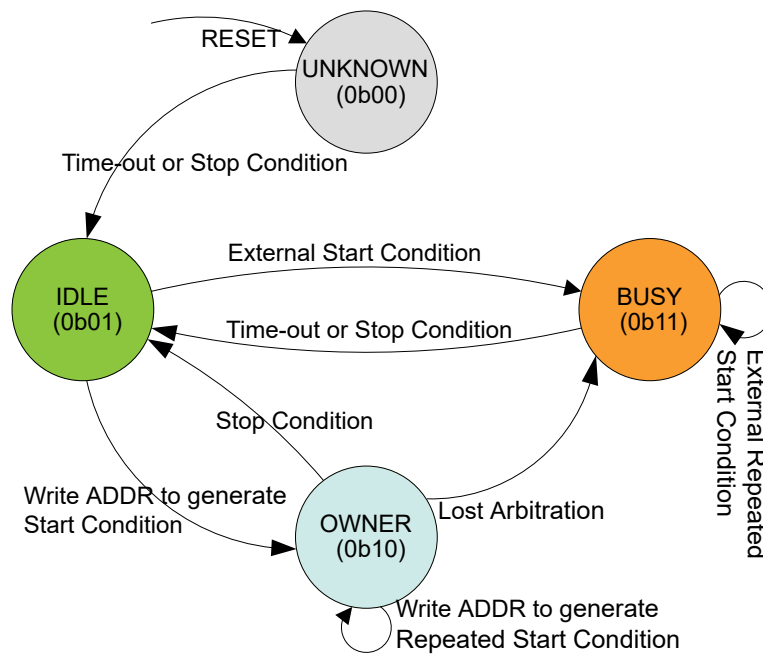 RESET
UNKNOWN
(0b00)
Time-out or Stop Condition
External Start Condition
IDLE
(0b01)
BUSY
(0b11)
Time-out or Stop Condition
External Repeated
Start Condition
Stop Condition
Write ADDR to generate
Start Condition
Lost Arbitration
OWNER
(0b10)
Write ADDR to generate
Repeated Start Condition